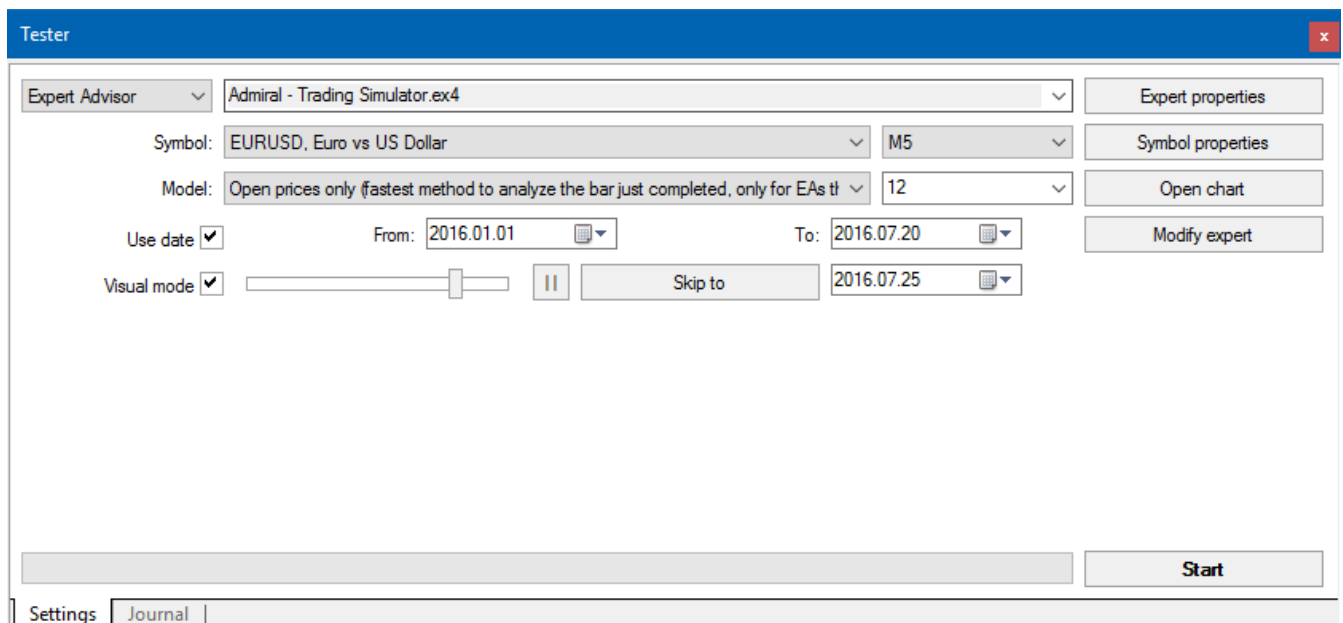 Tester
x
Expert Advisor Admiral - Trading Simulator.ex4 Expert properties
Symbol: EURUSD, Euro vs US Dollar M5 Symbol properties
Model: Open prices only (fastest method to analyze the bar just completed, only for EAs th 12 Open chart
Use date From: 2016.01.01 To: 2016.07.20 Modify expert
Visual mode Skip to 2016.07.25
Start
Settings Journal